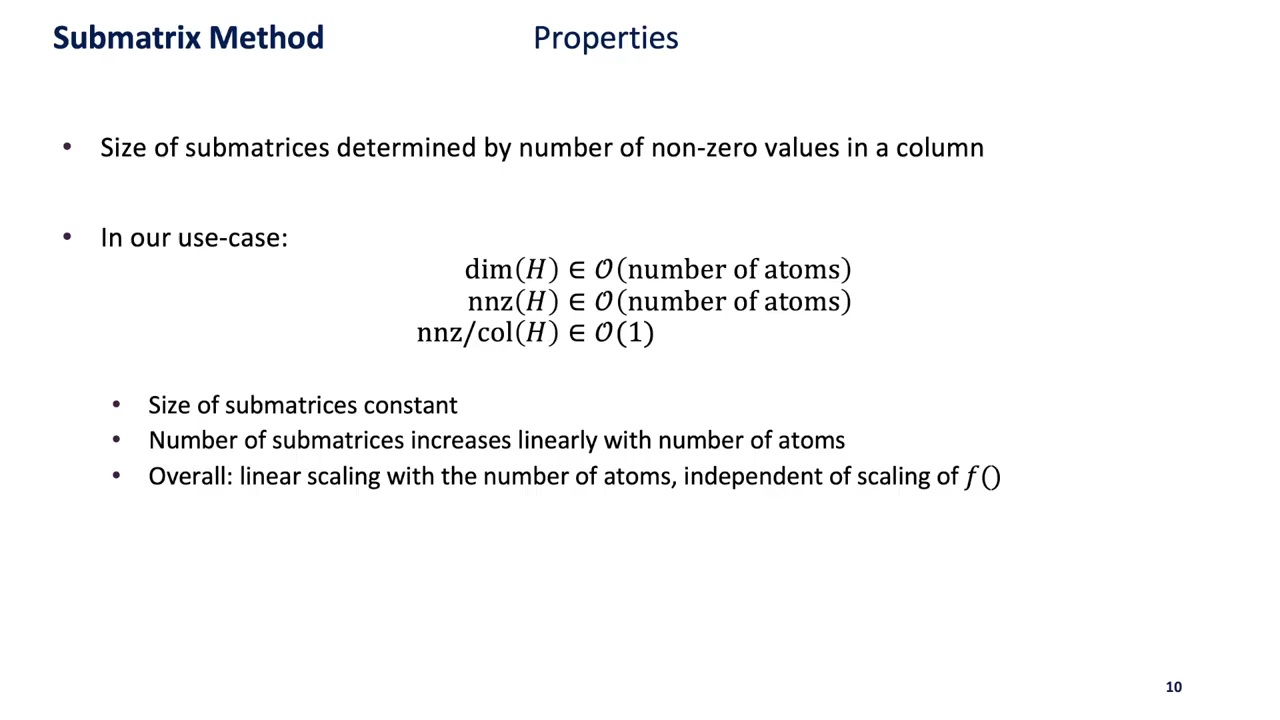 Submatrix Method Properties
• Size of submatrices determined by number of non-zero values in a column
• In our use-case:
dim(H) ∈ 𝒪(number of atoms)
nnz(H) ∈ 𝒪(number of atoms)
nnz/col(H) ∈ 𝒪(1)
• Size of submatrices constant
• Number of submatrices increases linearly with number of atoms
• Overall: linear scaling with the number of atoms, independent of scaling of f()
10